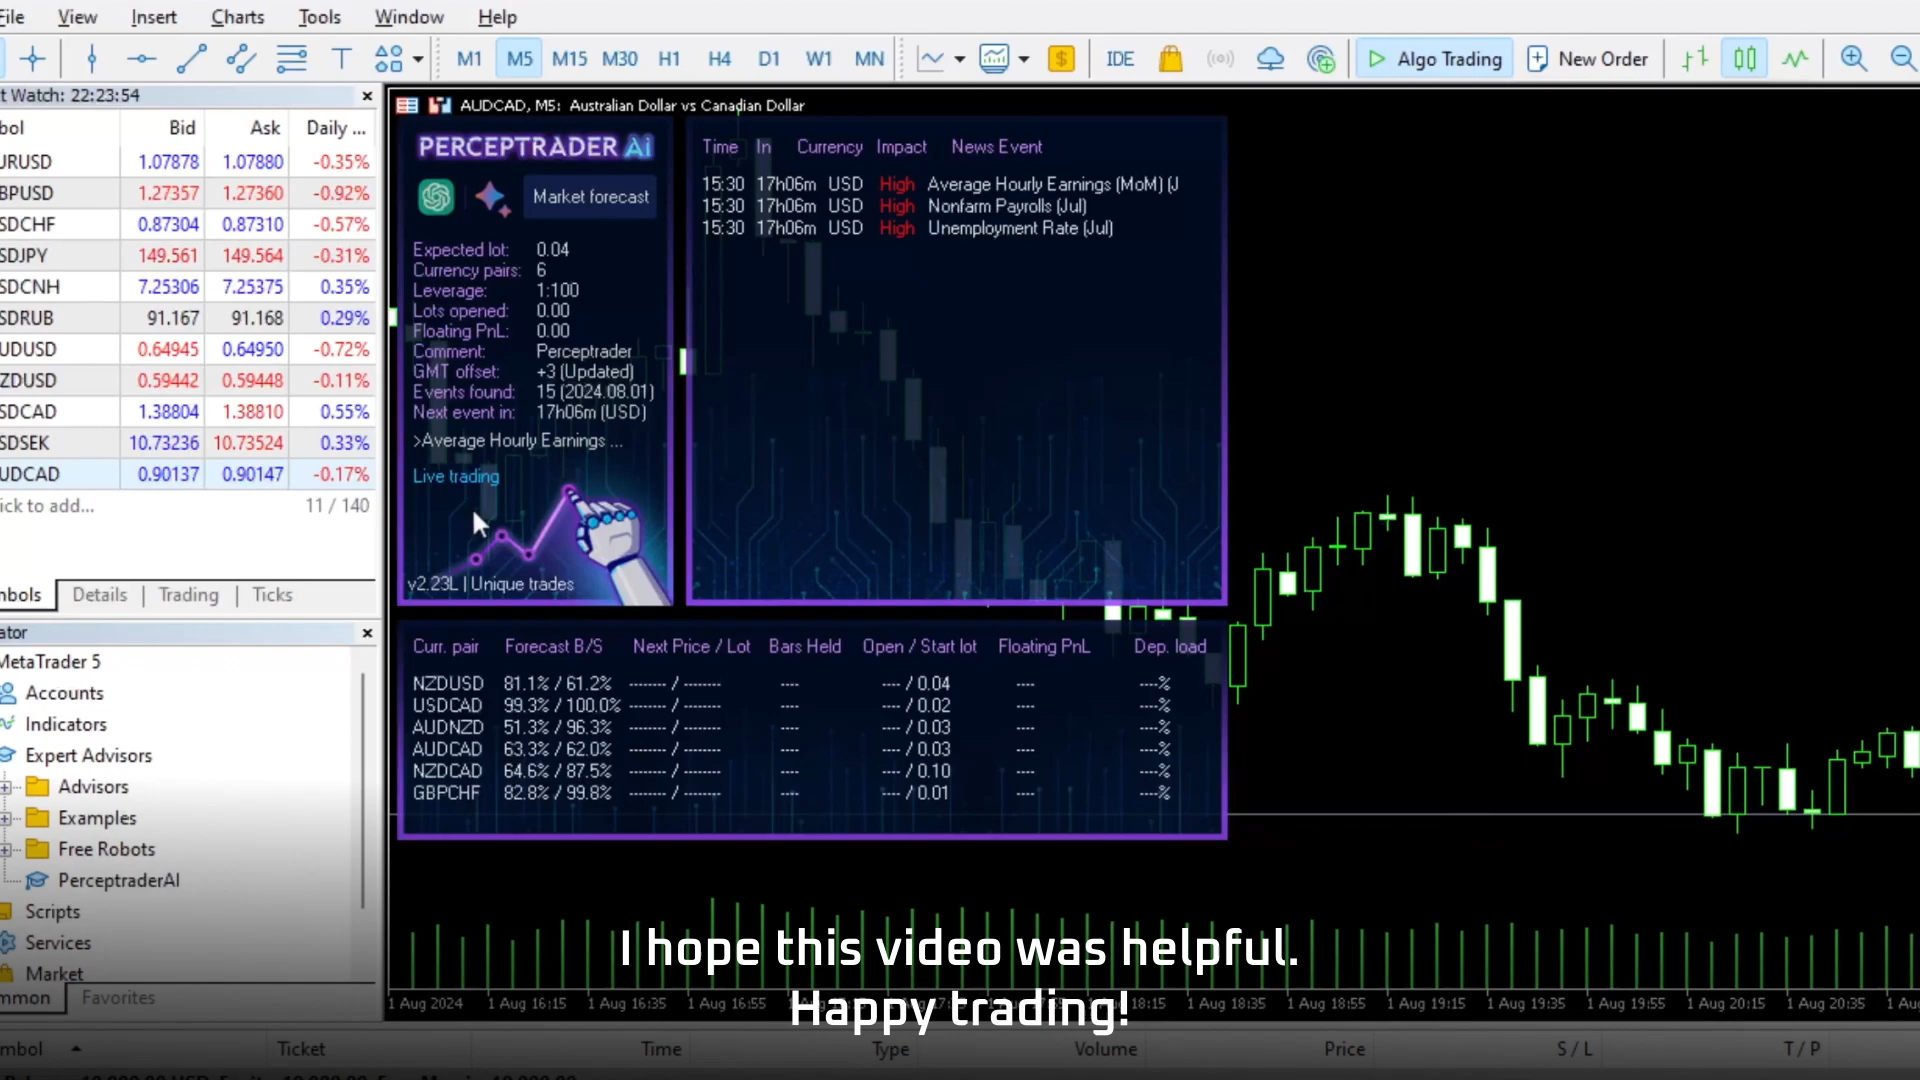 File View Insert Charts Tools Window Help
M1 M5 M15 M30 H1 H4 D1 W1 MN IDE Algo Trading New Order
t Watch: 22:23:54
bol Bid Ask Daily ...
URUSD 1.07878 1.07880 -0.35%
BPUSD 1.27357 1.27360 -0.92%
SDCHF 0.87304 0.87310 -0.57%
SDJPY 149.561 149.564 -0.31%
SDCNH 7.25306 7.25375 0.35%
SDRUB 91.167 91.168 0.29%
UDUSD 0.64945 0.64950 -0.72%
ZDUSD 0.59442 0.59448 -0.11%
SDCAD 1.38804 1.38810 0.55%
SDSEK 10.73236 10.73524 0.33%
UDCAD 0.90137 0.90147 -0.17%
ick to add... 11 / 140
mbols Details Trading Ticks
ator
MetaTrader 5
Accounts
Indicators
Expert Advisors
Advisors
Examples
Free Robots
PerceptraderAI
Scripts
Services
Market
mmon Favorites
AUDCAD, M5: Australian Dollar vs Canadian Dollar
PERCEPTRADER Ai
Market forecast
Expected lot: 0.04
Currency pairs: 6
Leverage: 1:100
Lots opened: 0.00
Floating PnL: 0.00
Comment: Perceptrader
GMT offset: +3 (Updated)
Events found: 15 (2024.08.01)
Next event in: 17h06m (USD)
>Average Hourly Earnings ...
Live trading
v2.23L | Unique trades
Time In Currency Impact News Event
15:30 17h06m USD High Average Hourly Earnings (MoM) (J
15:30 17h06m USD High Nonfarm Payrolls (Jul)
15:30 17h06m USD High Unemployment Rate (Jul)
Curr. pair Forecast B/S Next Price / Lot Bars Held Open / Start lot Floating PnL Dep. load
NZDUSD 81.1% / 61.2% ------- / ------- ---- ---- / 0.04 ---- ----%
USDCAD 99.3% / 100.0% ------- / ------- ---- ---- / 0.02 ---- ----%
AUDNZD 51.3% / 96.3% ------- / ------- ---- ---- / 0.03 ---- ----%
AUDCAD 63.3% / 62.0% ------- / ------- ---- ---- / 0.03 ---- ----%
NZDCAD 64.6% / 87.5% ------- / ------- ---- ---- / 0.10 ---- ----%
GBPCHF 82.8% / 99.8% ------- / ------- ---- ---- / 0.01 ---- ----%
I hope this video was helpful.
Happy trading!
1 Aug 2024 1 Aug 16:15 1 Aug 16:35 1 Aug 16:55 18:15 1 Aug 18:35 1 Aug 18:55 1 Aug 19:15 1 Aug 19:35 1 Aug 19:55 1 Aug 20:15 1 Aug 20:35 1 Au
mbol Ticket Time Type Volume Price S / L T / P